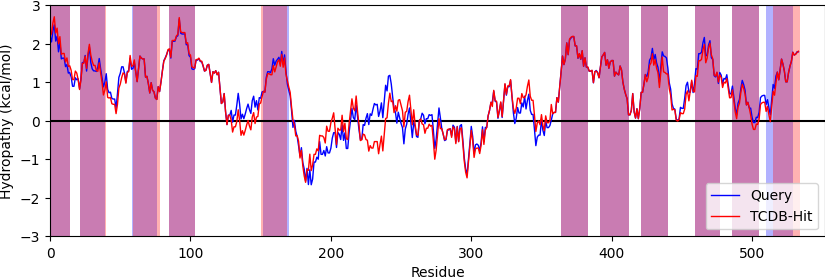 Hydropathy (kcal/mol)
3
2
1
0
−1
−2
−3
0 100 200 300 400 500
Residue
Query
TCDB-Hit